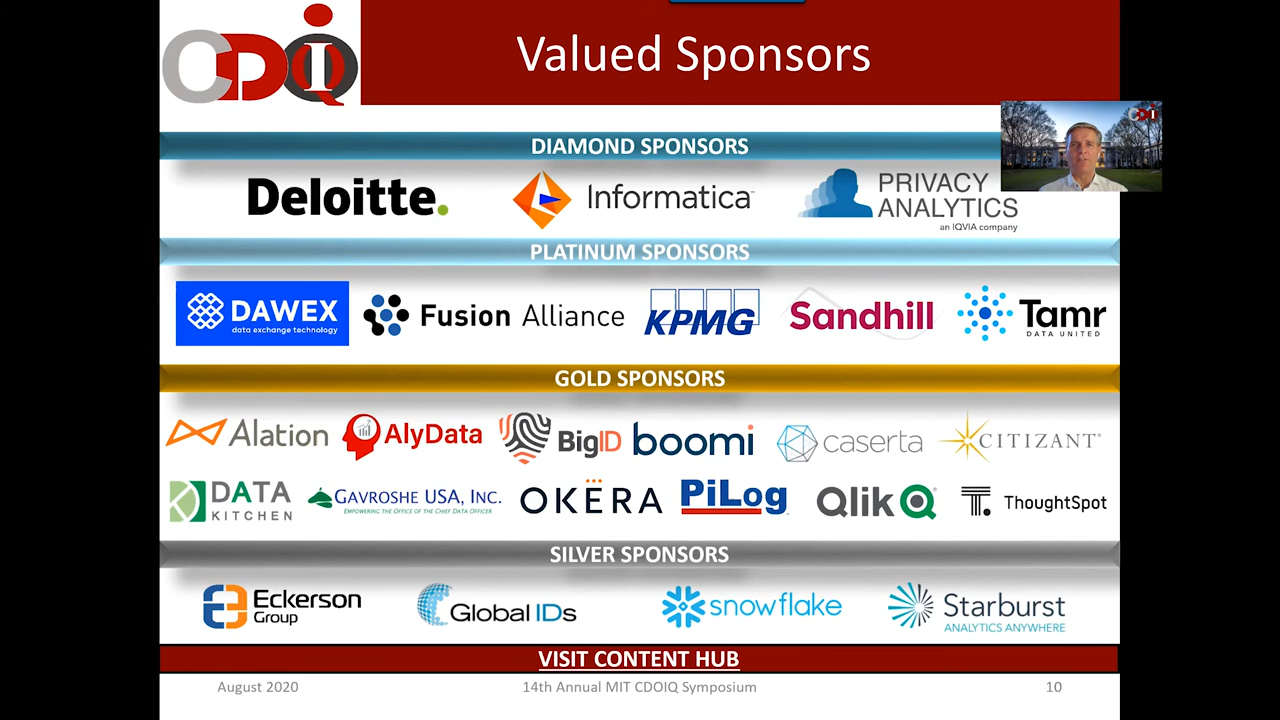 CDIQ
Valued Sponsors
CDI
DIAMOND SPONSORS
Deloitte.
Informatica
PRIVACY
ANALYTICS
an IQVIA company
PLATINUM SPONSORS
DAWEX
data exchange technology
Fusion Alliance
KPMG
Sandhill
Tamr
DATA UNITED
GOLD SPONSORS
Alation
AlyData
BigID
boomi
caserta
CITIZANT®
DATA
KITCHEN
GAVROSHE USA, INC.
EMPOWERING THE OFFICE OF THE CHIEF DATA OFFICER
OKËRA
PiLog
Qlik
ThoughtSpot
SILVER SPONSORS
Eckerson
Group
Global IDs
snowflake
Starburst
ANALYTICS ANYWHERE
VISIT CONTENT HUB
August 2020
14th Annual MIT CDOIQ Symposium
10